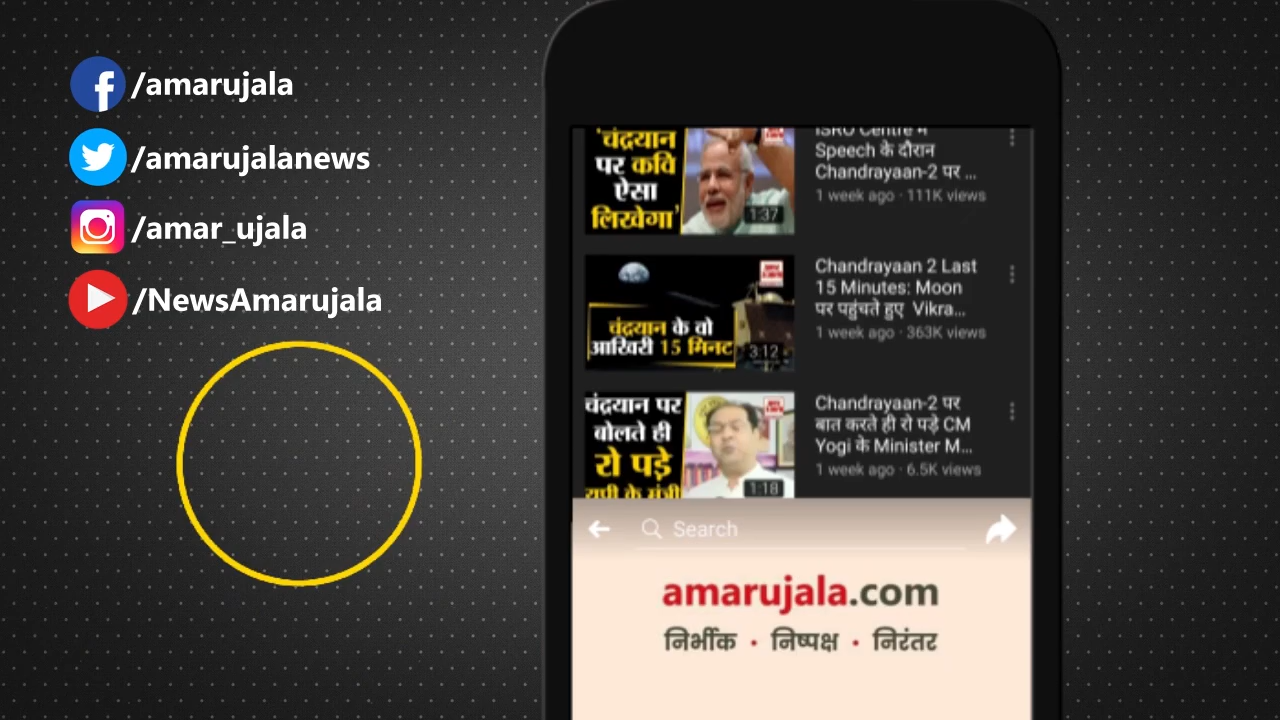 /amarujala
/amarujalanews
/amar_ujala
/NewsAmarujala
'चंद्रयान
पर कवि
ऐसा
लिखेगा'
1:37
ISRO Centre में
Speech के दौरान
Chandrayaan-2 पर ...
1 week ago · 111K views
चंद्रयान के वो
आखिरी 15 मिनट
3:12
Chandrayaan 2 Last
15 Minutes: Moon
पर पहुंचते हुए Vikra...
1 week ago · 363K views
चंद्रयान पर
बोलते ही
रो पड़े
यूपी के मंत्री
1:18
Chandrayaan-2 पर
बात करते ही रो पड़े CM
Yogi के Minister M...
1 week ago · 6.5K views
Search
amarujala.com
निर्भीक • निष्पक्ष • निरंतर